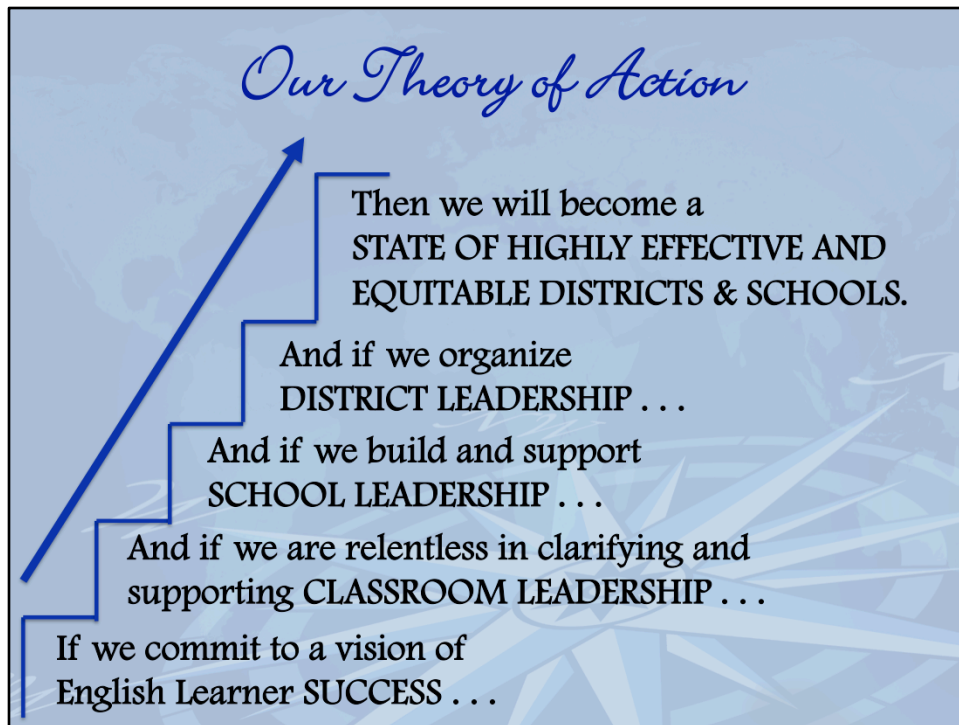 Our Theory of Action
Then we will become a
STATE OF HIGHLY EFFECTIVE AND
EQUITABLE DISTRICTS & SCHOOLS.
And if we organize
DISTRICT LEADERSHIP . . .
And if we build and support
SCHOOL LEADERSHIP . . .
And if we are relentless in clarifying and
supporting CLASSROOM LEADERSHIP . . .
If we commit to a vision of
English Learner SUCCESS . . .